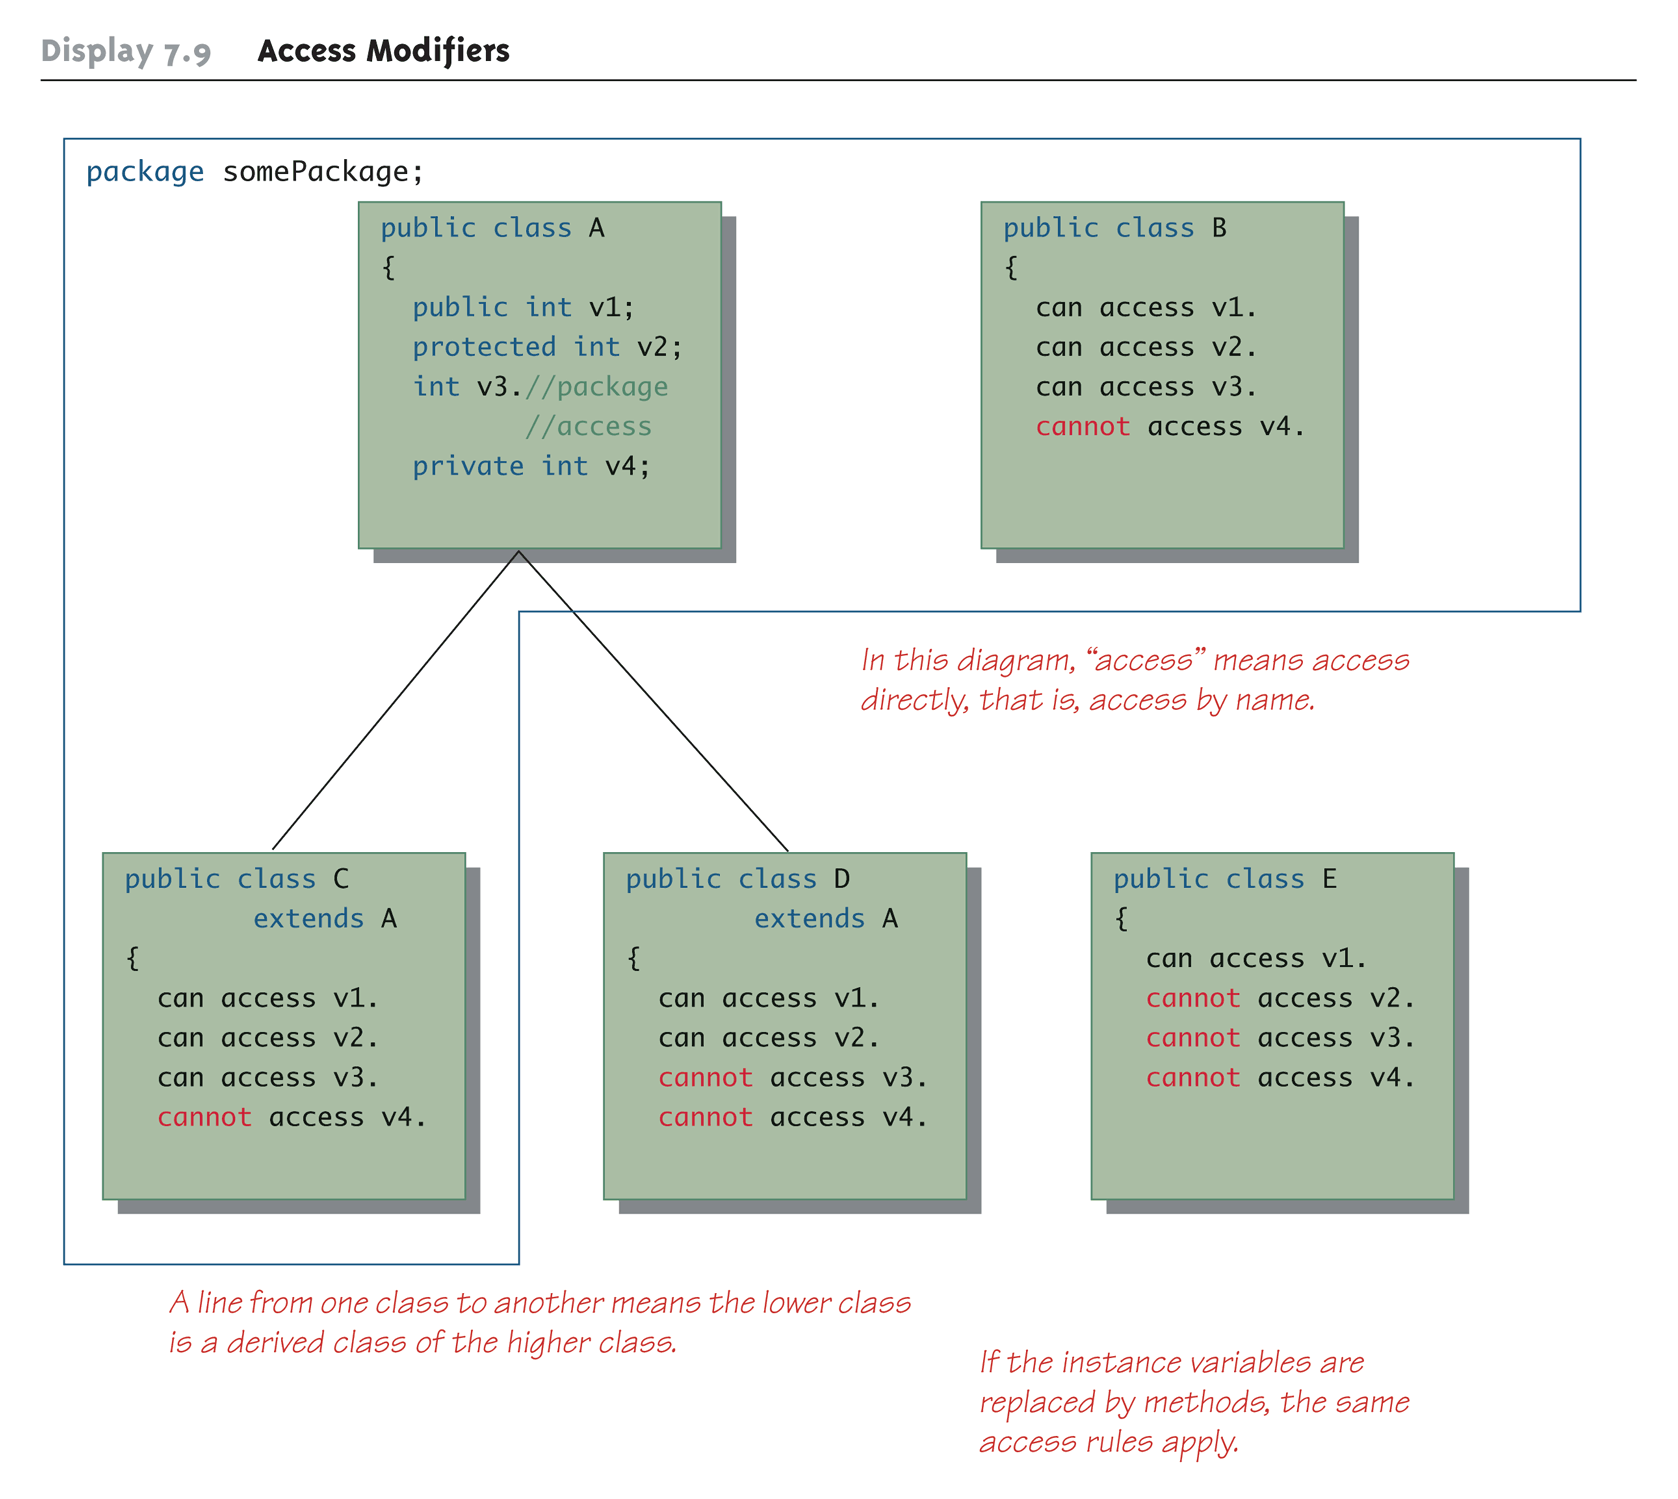 Display 7.9 Access Modifiers
package somePackage;
public class A
{
public int v1;
protected int v2;
int v3.//package
//access
private int v4;
public class B
{
can access v1.
can access v2.
can access v3.
cannot access v4.
In this diagram, “access” means access
directly, that is, access by name.
public class C
extends A
{
can access v1.
can access v2.
can access v3.
cannot access v4.
public class D
extends A
{
can access v1.
can access v2.
cannot access v3.
cannot access v4.
public class E
{
can access v1.
cannot access v2.
cannot access v3.
cannot access v4.
A line from one class to another means the lower class
is a derived class of the higher class.
If the instance variables are
replaced by methods, the same
access rules apply.